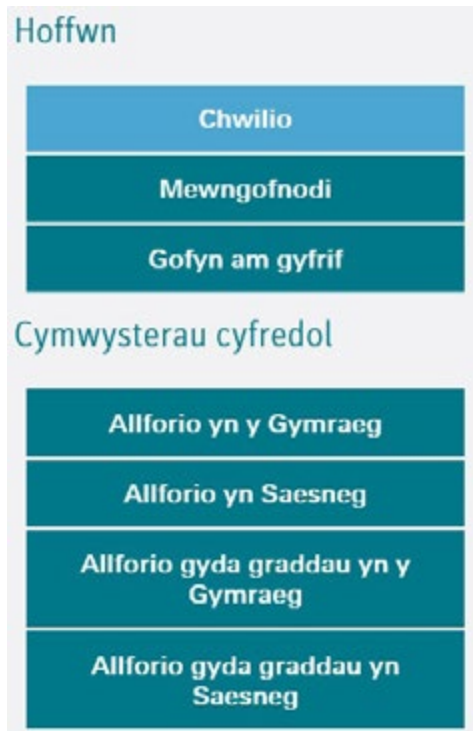 Hoffwn
Chwilio
Mewngofnodi
Gofyn am gyfrif
Cymwysterau cyfredol
Allforio yn y Gymraeg
Allforio yn Saesneg
Allforio gyda graddau yn y
Gymraeg
Allforio gyda graddau yn
Saesneg